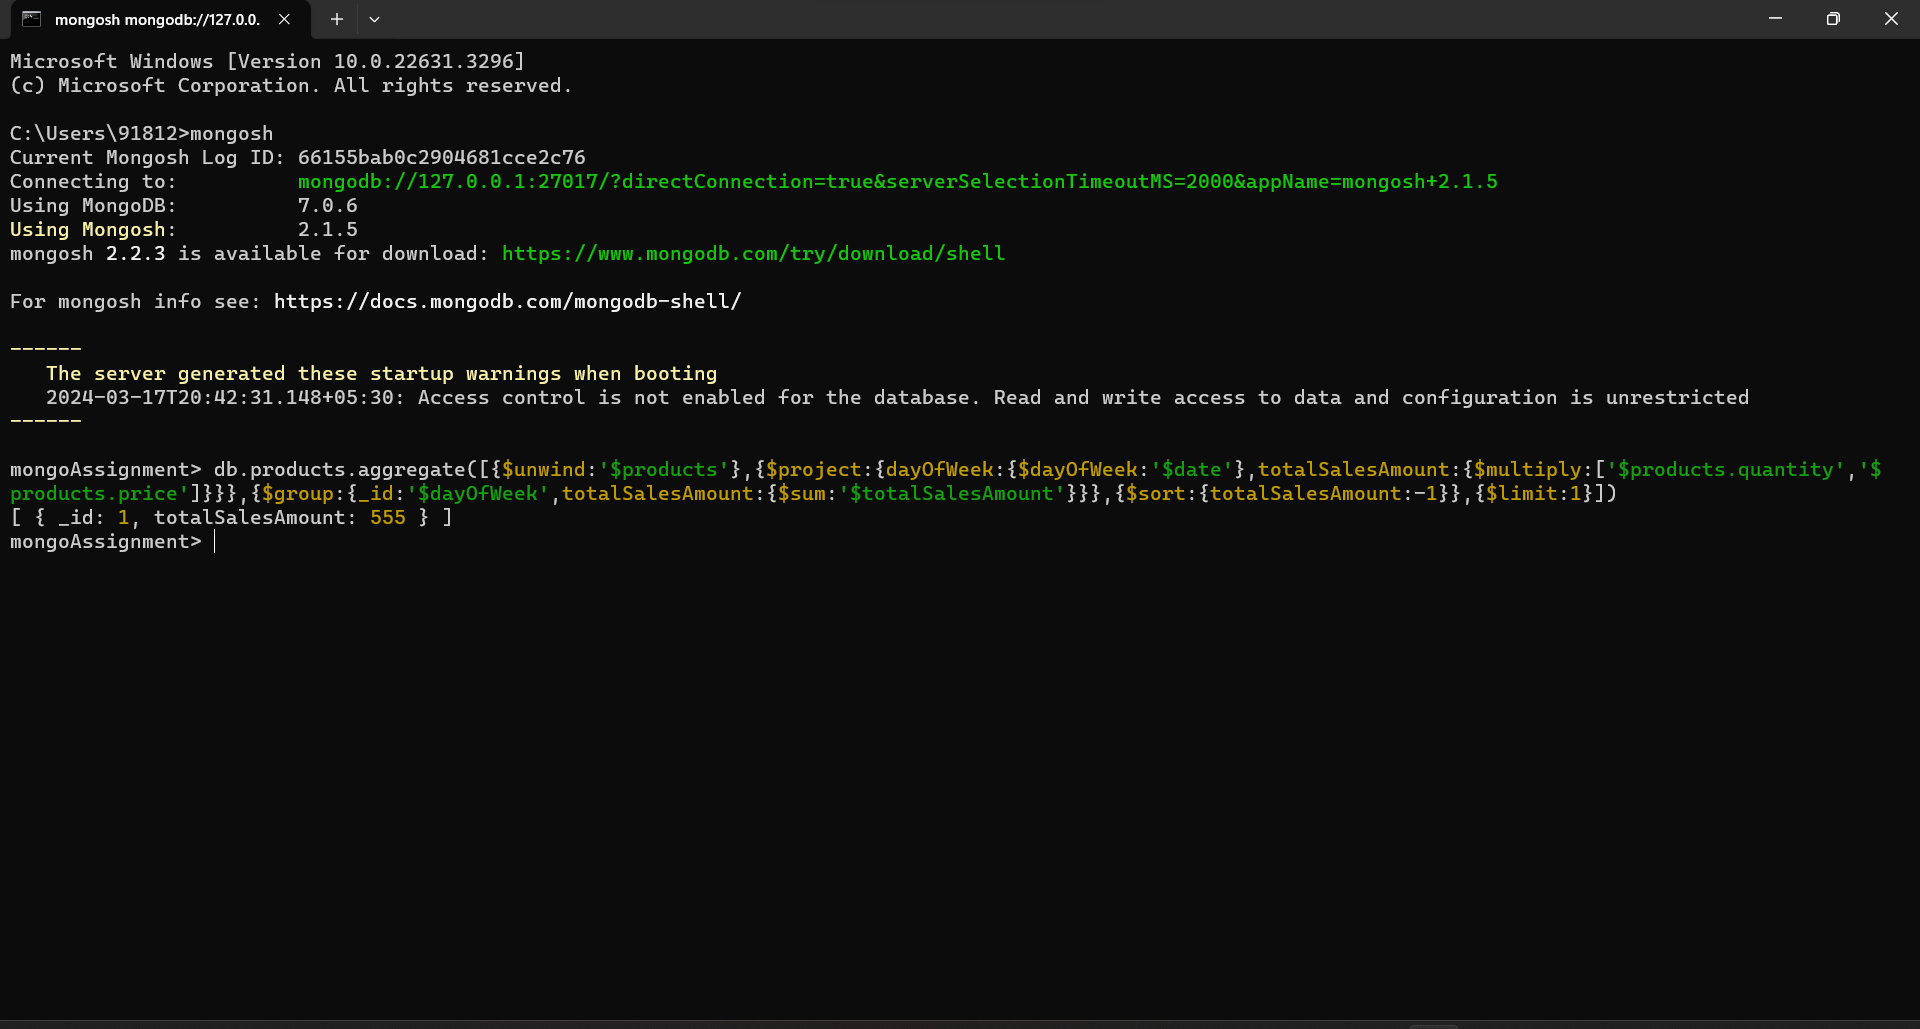 mongosh mongodb://127.0.0.
Microsoft Windows [Version 10.0.22631.3296]
(c) Microsoft Corporation. All rights reserved.
C:\Users\91812>mongosh
Current Mongosh Log ID: 66155bab0c2904681cce2c76
Connecting to:          mongodb://127.0.0.1:27017/?directConnection=true&serverSelectionTimeoutMS=2000&appName=mongosh+2.1.5
Using MongoDB:          7.0.6
Using Mongosh:          2.1.5
mongosh 2.2.3 is available for download: https://www.mongodb.com/try/download/shell
For mongosh info see: https://docs.mongodb.com/mongodb-shell/
------
   The server generated these startup warnings when booting
   2024-03-17T20:42:31.148+05:30: Access control is not enabled for the database. Read and write access to data and configuration is unrestricted
------
mongoAssignment> db.products.aggregate([{$unwind:'$products'},{$project:{dayOfWeek:{$dayOfWeek:'$date'},totalSalesAmount:{$multiply:['$products.quantity','$
products.price']}}},{$group:{_id:'$dayOfWeek',totalSalesAmount:{$sum:'$totalSalesAmount'}}},{$sort:{totalSalesAmount:-1}},{$limit:1}])
[ { _id: 1, totalSalesAmount: 555 } ]
mongoAssignment>